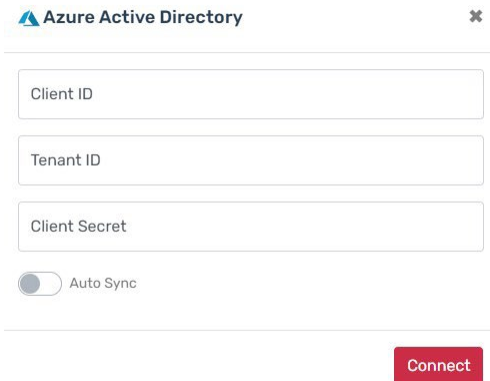 Azure Active Directory
Client ID
Tenant ID
Client Secret
Auto Sync
Connect